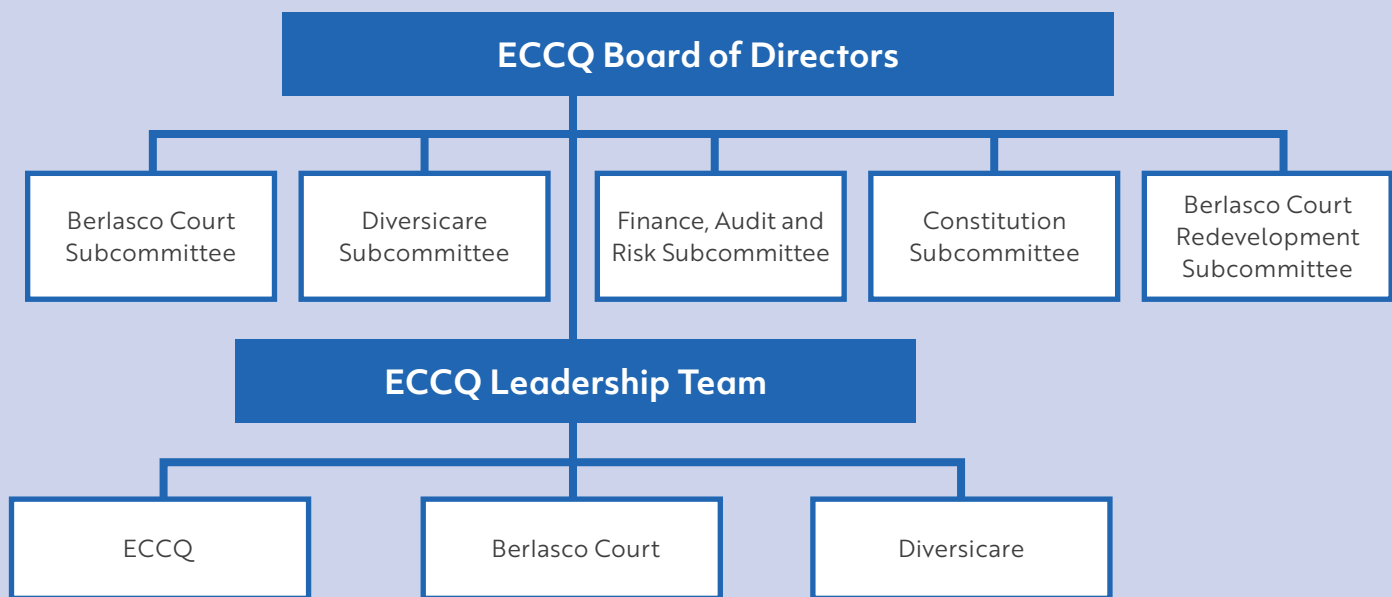 ECCQ Board of Directors
Berlasco Court
Subcommittee
Diversicare
Subcommittee
Finance, Audit and
Risk Subcommittee
Constitution
Subcommittee
Berlasco Court
Redevelopment
Subcommittee
ECCQ Leadership Team
ECCQ
Berlasco Court
Diversicare